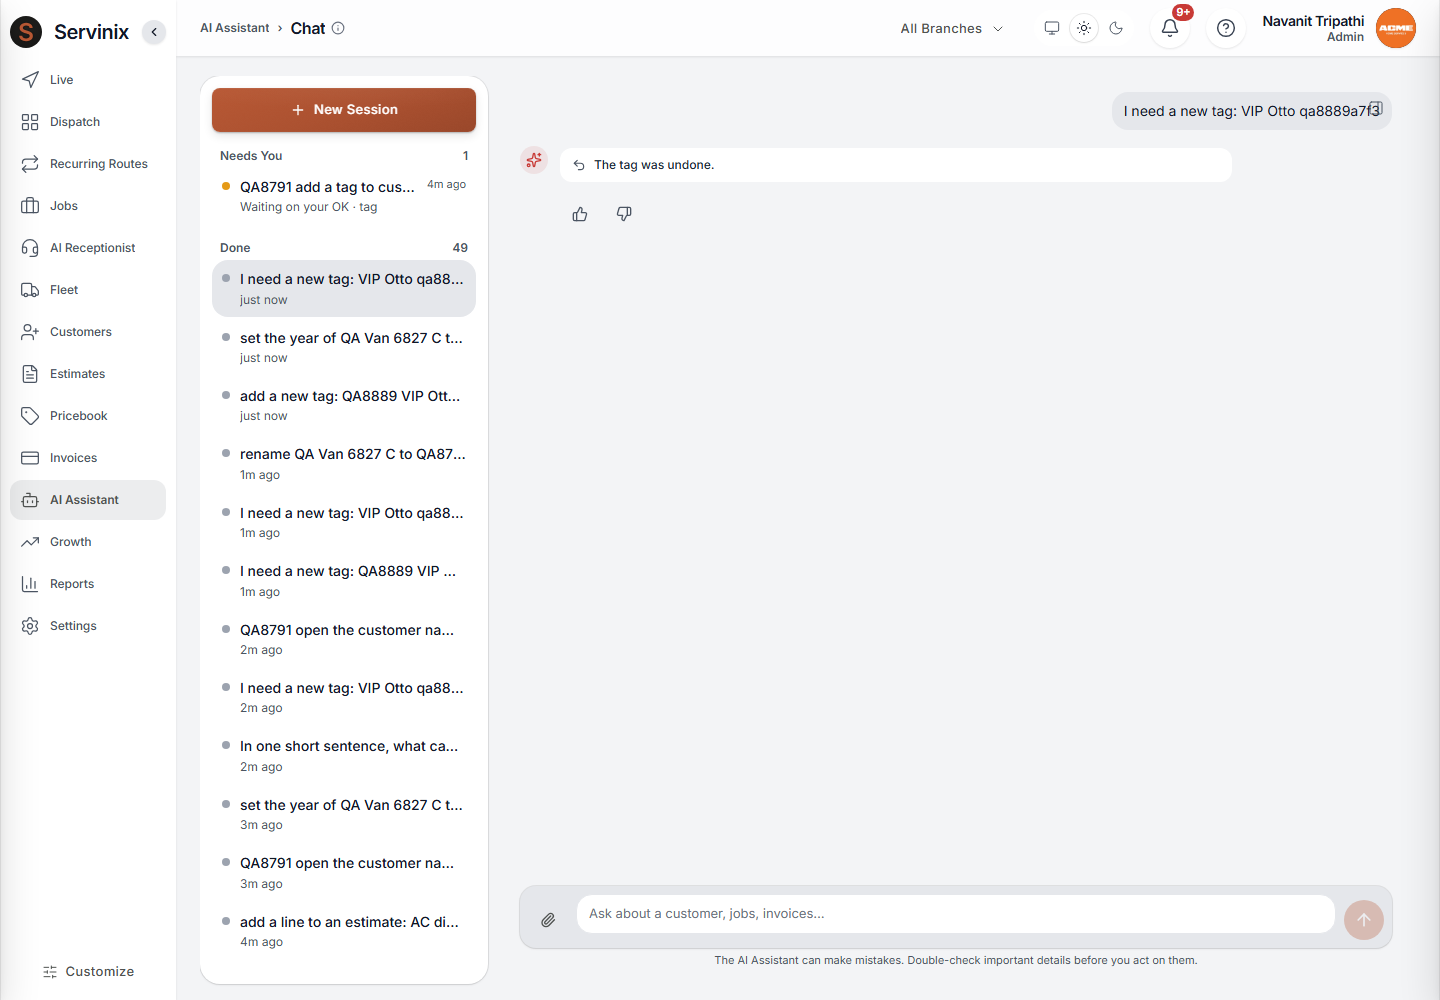 S
Servinix
AI Assistant › Chat
All Branches
9+
Navanit Tripathi
Admin
ACME
Live
Dispatch
Recurring Routes
Jobs
AI Receptionist
Fleet
Customers
Estimates
Pricebook
Invoices
AI Assistant
Growth
Reports
Settings
Customize
+ New Session
Needs You 1
QA8791 add a tag to cus... 4m ago
Waiting on your OK · tag
Done 49
I need a new tag: VIP Otto qa88...
just now
set the year of QA Van 6827 C t...
just now
add a new tag: QA8889 VIP Ott...
just now
rename QA Van 6827 C to QA87...
1m ago
I need a new tag: VIP Otto qa88...
1m ago
I need a new tag: QA8889 VIP ...
1m ago
QA8791 open the customer na...
2m ago
I need a new tag: VIP Otto qa88...
2m ago
In one short sentence, what ca...
2m ago
set the year of QA Van 6827 C t...
3m ago
QA8791 open the customer na...
3m ago
add a line to an estimate: AC di...
4m ago
I need a new tag: VIP Otto qa8889a7f3
The tag was undone.
Ask about a customer, jobs, invoices...
The AI Assistant can make mistakes. Double-check important details before you act on them.